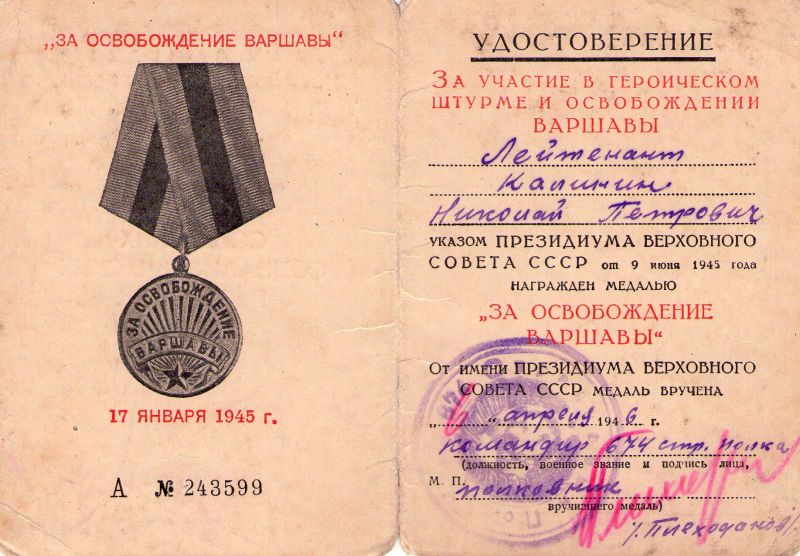 „ЗА ОСВОБОЖДЕНИЕ ВАРШАВЫ“
ЗА ОСВОБОЖДЕНИЕ
ВАРШАВЫ
17 ЯНВАРЯ 1945 г.
А № 243599
УДОСТОВЕРЕНИЕ
ЗА УЧАСТИЕ В ГЕРОИЧЕСКОМ
ШТУРМЕ И ОСВОБОЖДЕНИИ
ВАРШАВЫ
Лейтенант
Калинин
Николай Петрович
УКАЗОМ ПРЕЗИДИУМА ВЕРХОВНОГО
СОВЕТА СССР от 9 июня 1945 года
НАГРАЖДЕН МЕДАЛЬЮ
„ЗА ОСВОБОЖДЕНИЕ
ВАРШАВЫ“
ОТ ИМЕНИ ПРЕЗИДИУМА ВЕРХОВНОГО
СОВЕТА СССР МЕДАЛЬ ВРУЧЕНА
„6“ апреля 1946 г.
командир 674 стр. полка
(должность, военное звание и подпись лица,
М. П. полковник
вручившего медаль)
/. Плеходанов/